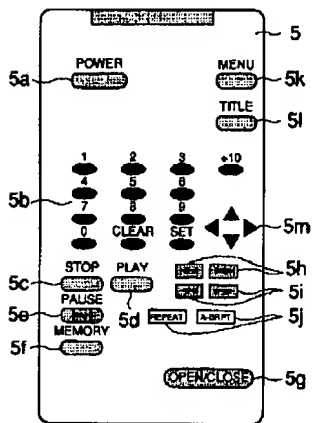 5
POWER
MENU
5a
5k
TITLE
5l
1 2 3 +10
4 5 6
5b
7 8 9
5m
0 CLEAR SET
5h
STOP PLAY
5c
5i
PAUSE
5d
5e
REPEAT A-B RPT
5j
MEMORY
5f
OPEN/CLOSE
5g